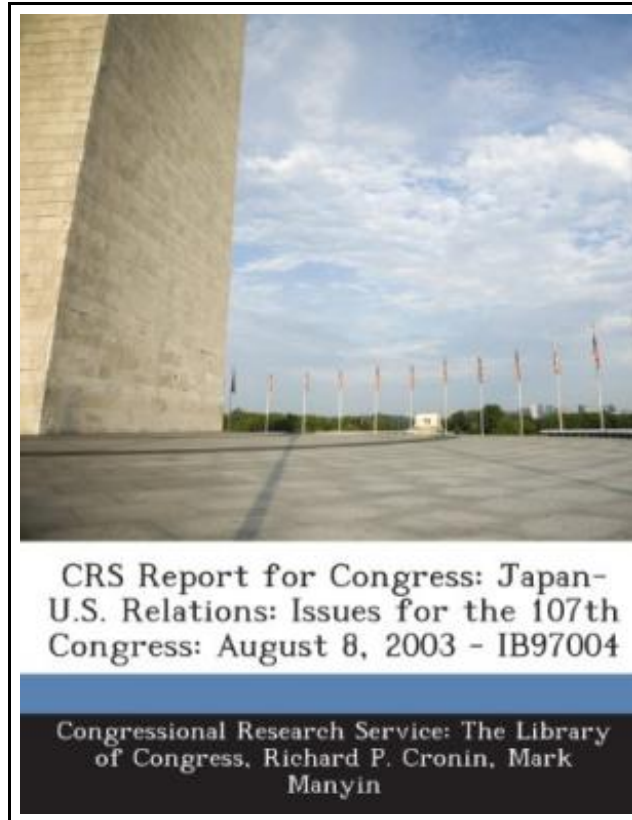 CRS Report for Congress: Japan-
U.S. Relations: Issues for the 107th
Congress: August 8, 2003 - IB97004
Congressional Research Service: The Library
of Congress, Richard P. Cronin, Mark
Manyin